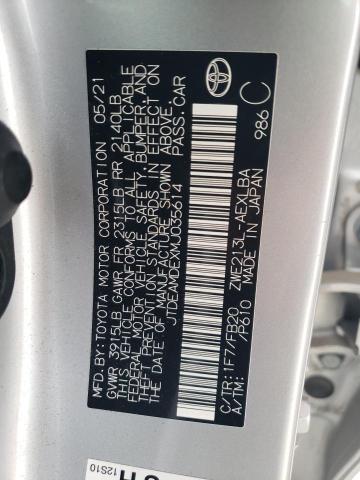 MFD.BY:TOYOTA MOTOR CORPORATION 05/21
GVWR 3915LB GAWR FR 2315LB RR 2140LB
THIS VEHICLE CONFORMS TO ALL APPLICABLE
FEDERAL MOTOR VEHICLE SAFETY, BUMPER, AND
THEFT PREVENTION STANDARDS IN EFFECT ON
THE DATE OF MANUFACTURE SHOWN ABOVE.
JTDEAMDEXMJ035614 PASS.CAR
C/TR:1F7/FB20 ZWE213L-AEXLBA
A/TM: /P610 MADE IN JAPAN
986 C
12S10